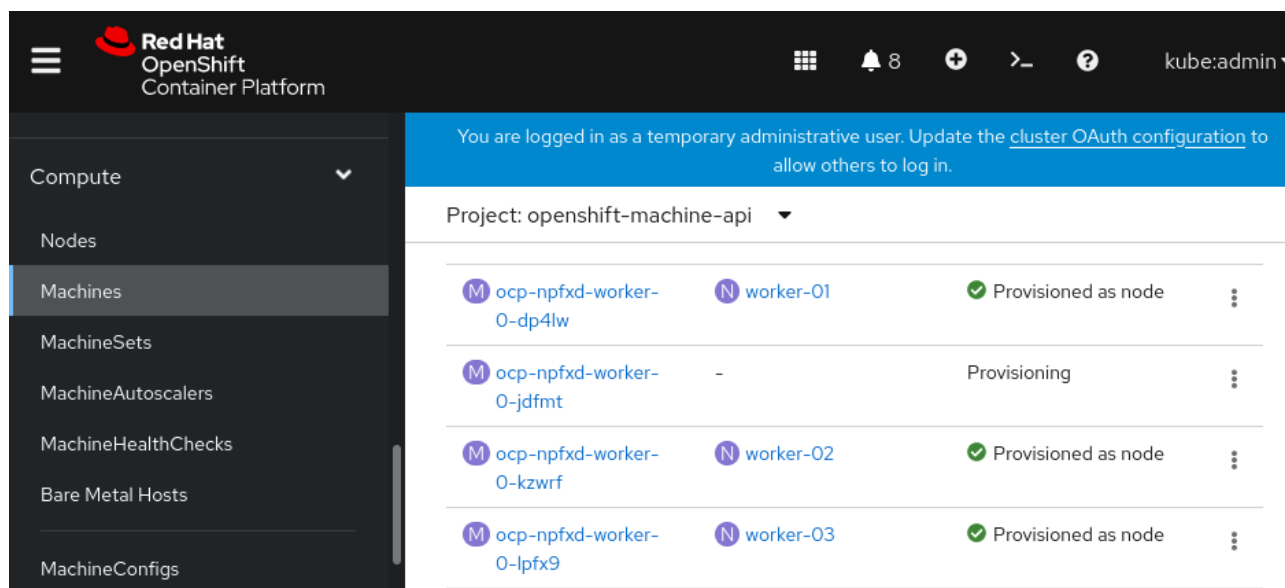 Red Hat
OpenShift
Container Platform
8
kube:admin
Compute
Nodes
Machines
MachineSets
MachineAutoscalers
MachineHealthChecks
Bare Metal Hosts
MachineConfigs
You are logged in as a temporary administrative user. Update the cluster OAuth configuration to
allow others to log in.
Project: openshift-machine-api
M ocp-npfxd-worker- N worker-01 Provisioned as node
0-dp4lw
M ocp-npfxd-worker- - Provisioning
0-jdfmt
M ocp-npfxd-worker- N worker-02 Provisioned as node
0-kzwrf
M ocp-npfxd-worker- N worker-03 Provisioned as node
0-lpfx9